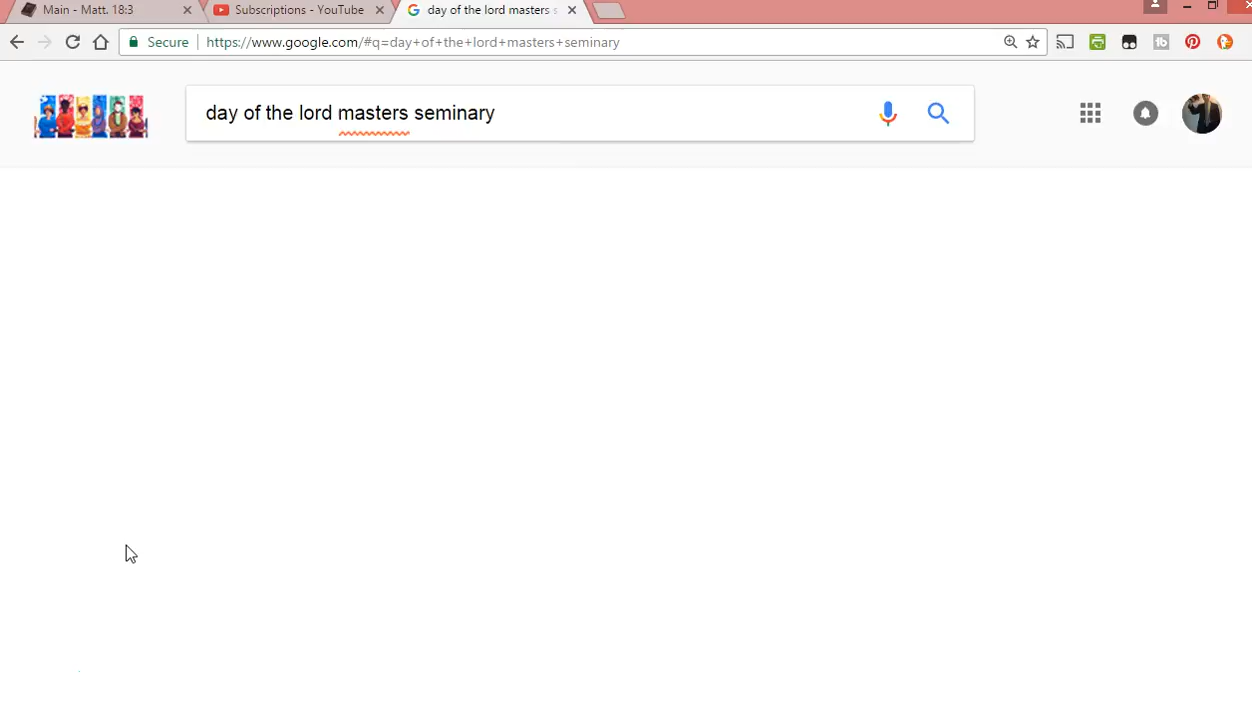 Main - Matt. 18:3
Subscriptions - YouTube
day of the lord masters s
Secure
https://www.google.com/#q=day+of+the+lord+masters+seminary
day of the lord masters seminary